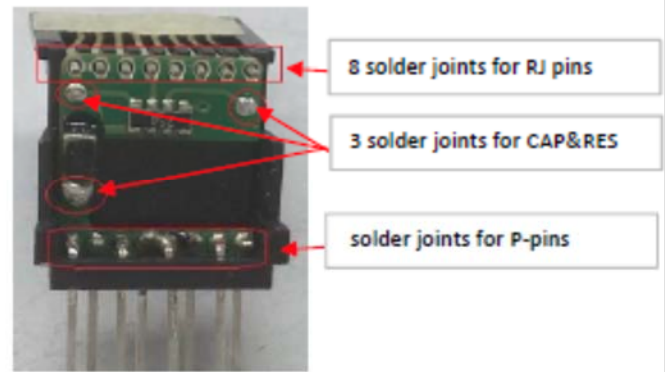 8 solder joints for RJ pins
3 solder joints for CAP&RES
solder joints for P-pins